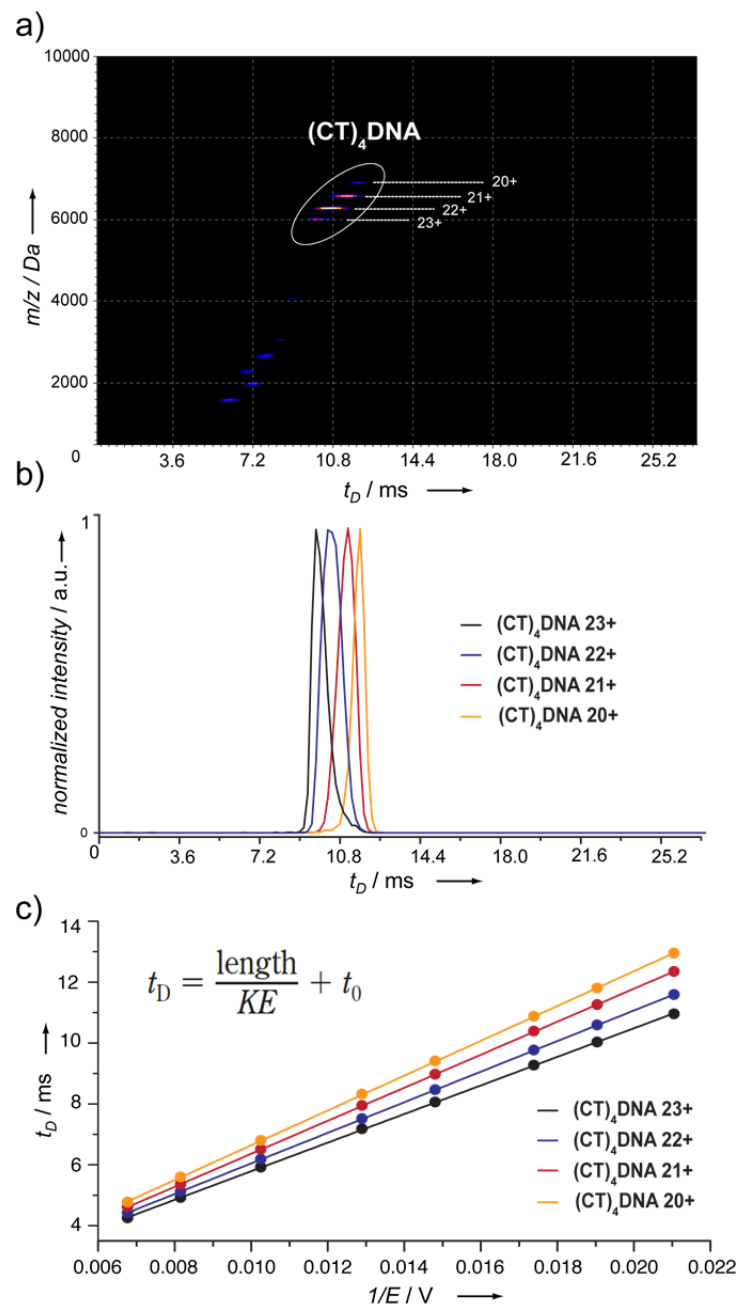 a)
10000
8000
6000
4000
2000
0
m/z / Da
(CT)4DNA
20+
21+
22+
23+
3.6 7.2 10.8 14.4 18.0 21.6 25.2
tD / ms
b)
1
0
normalized intensity / a.u.
(CT)4DNA 23+
(CT)4DNA 22+
(CT)4DNA 21+
(CT)4DNA 20+
0 3.6 7.2 10.8 14.4 18.0 21.6 25.2
tD / ms
c)
14
12
10
8
6
4
tD / ms
tD = length/KE + t0
(CT)4DNA 23+
(CT)4DNA 22+
(CT)4DNA 21+
(CT)4DNA 20+
0.006 0.008 0.010 0.012 0.014 0.016 0.018 0.020 0.022
1/E / V